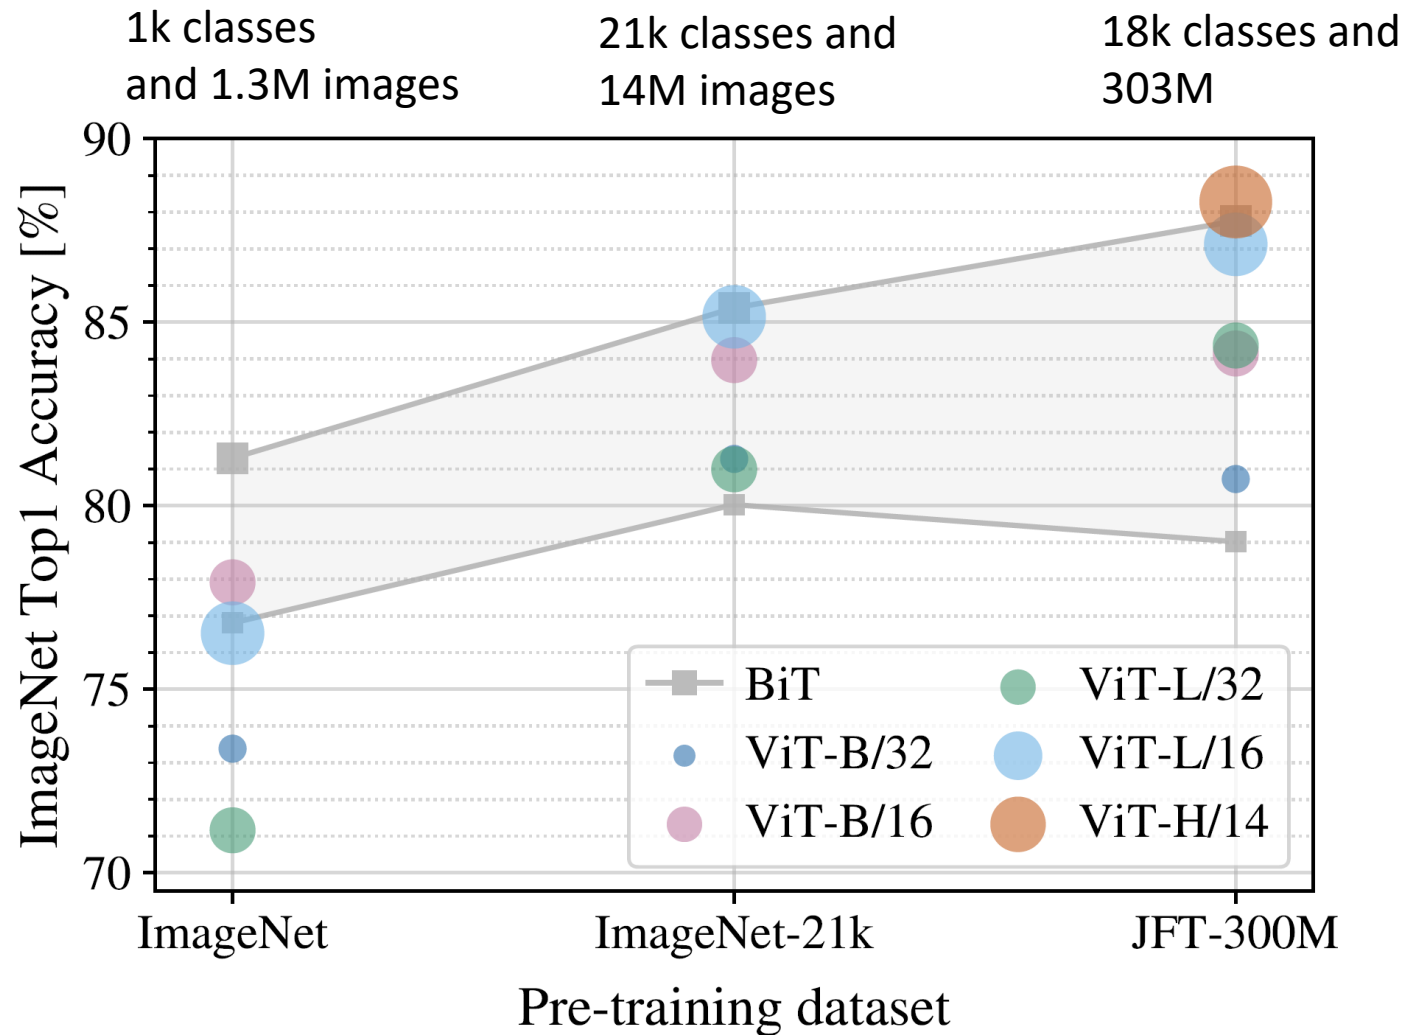 1k classes
and 1.3M images
21k classes and
14M images
18k classes and
303M
ImageNet Top1 Accuracy [%]
90
85
80
75
70
BiT
ViT-B/32
ViT-B/16
ViT-L/32
ViT-L/16
ViT-H/14
ImageNet
ImageNet-21k
JFT-300M
Pre-training dataset